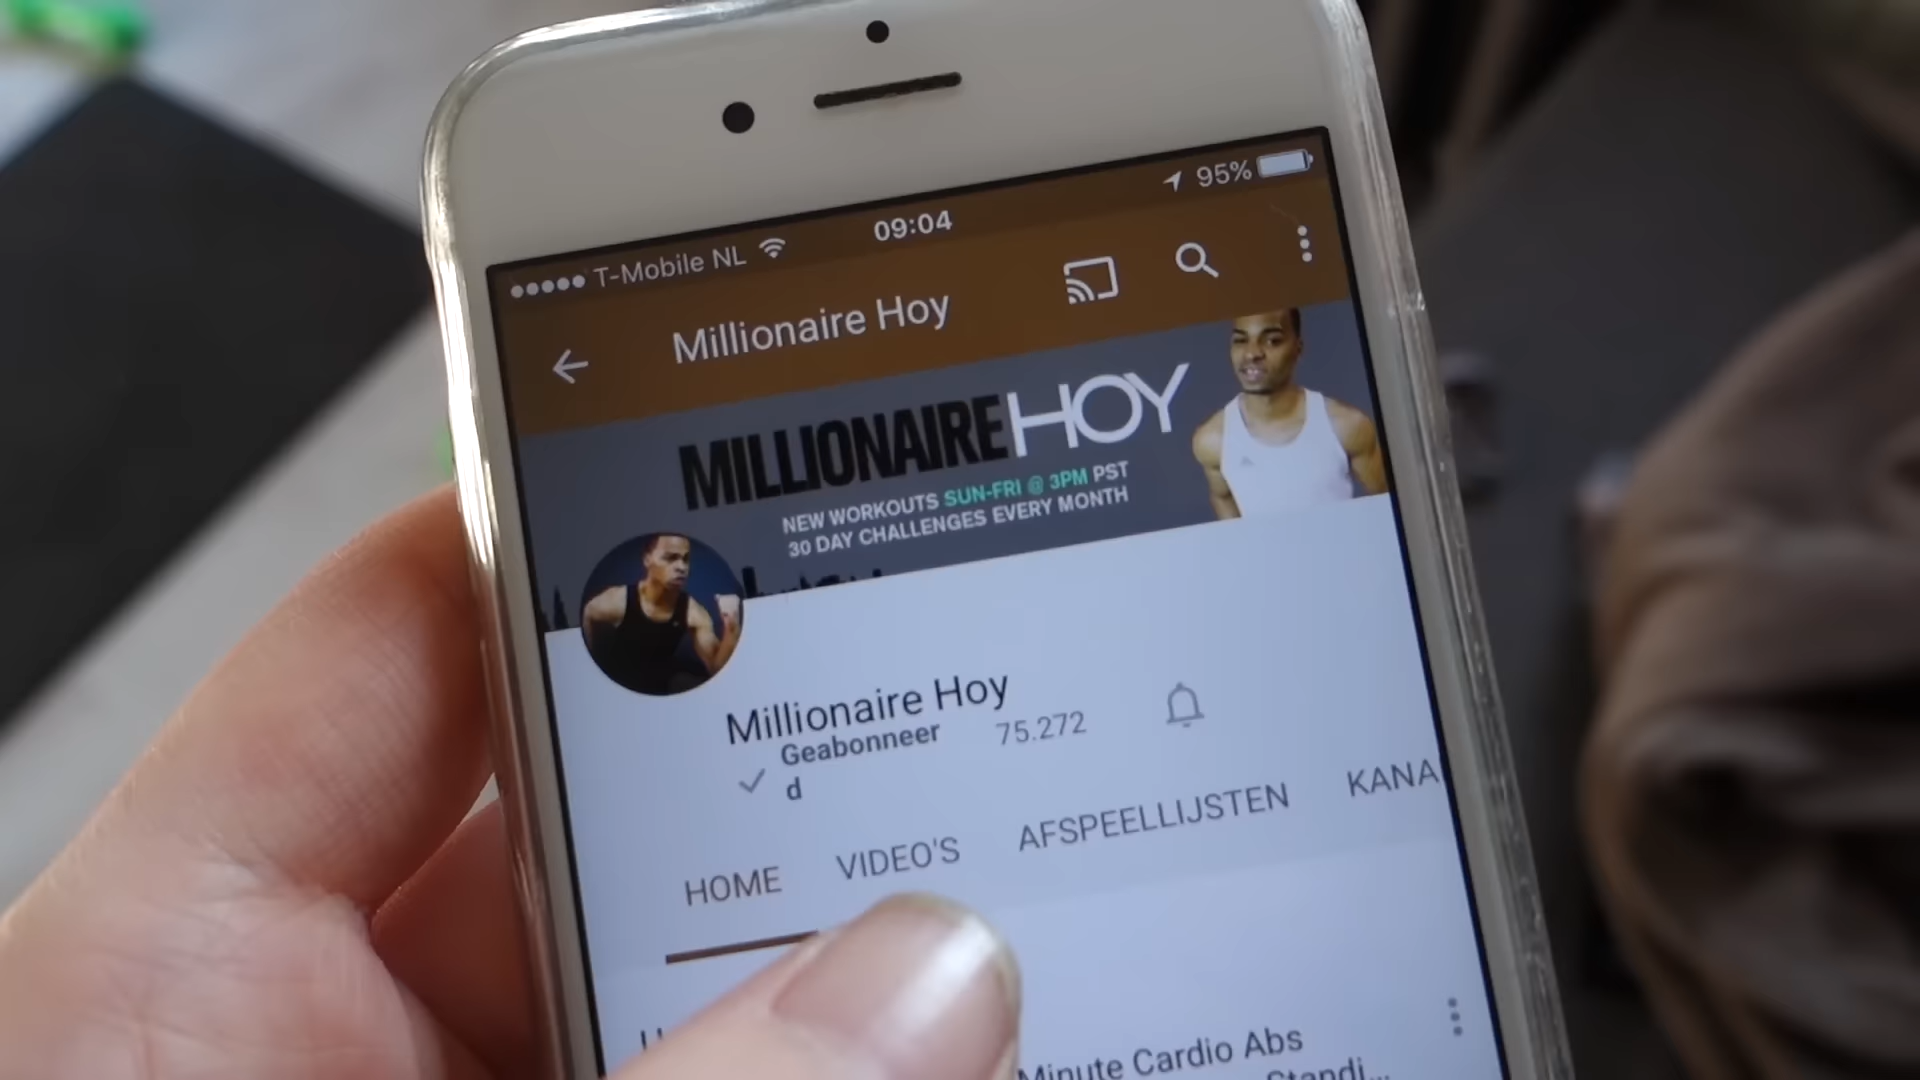 T-Mobile NL 09:04 95%
Millionaire Hoy
MILLIONAIREHOY
NEW WORKOUTS SUN-FRI @ 3PM PST
30 DAY CHALLENGES EVERY MONTH
Millionaire Hoy
Geabonneer 75.272
d
HOME VIDEO'S AFSPEELLIJSTEN KANA
Minute Cardio Abs
Standi...